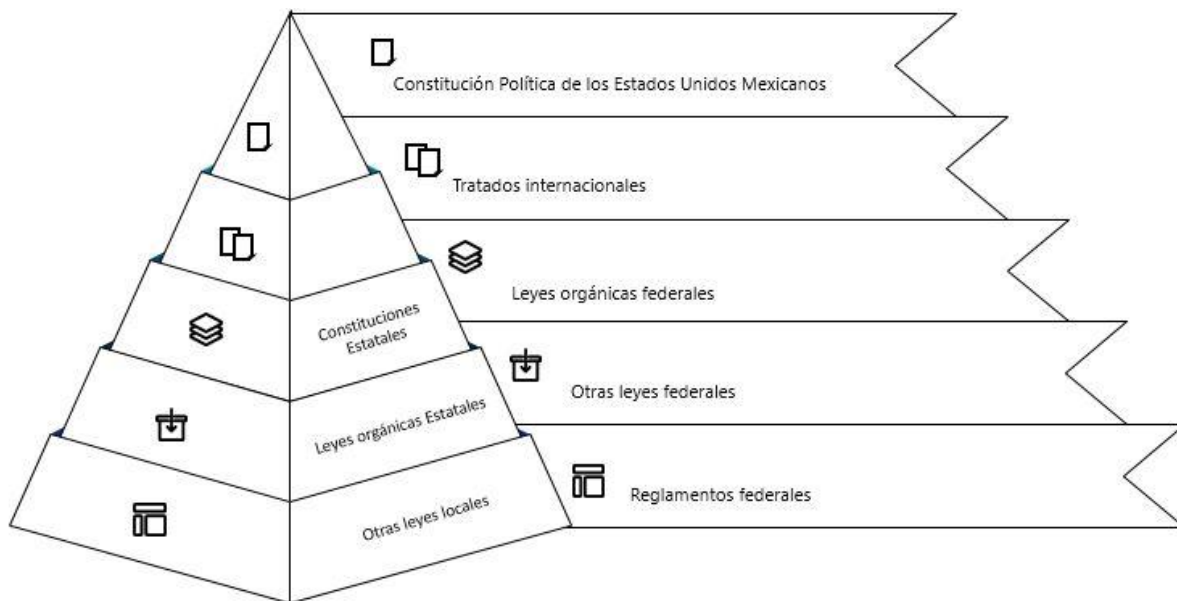 Constitución Política de los Estados Unidos Mexicanos
Tratados internacionales
Leyes orgánicas federales
Constituciones
Estatales
Otras leyes federales
Leyes orgánicas Estatales
Reglamentos federales
Otras leyes locales